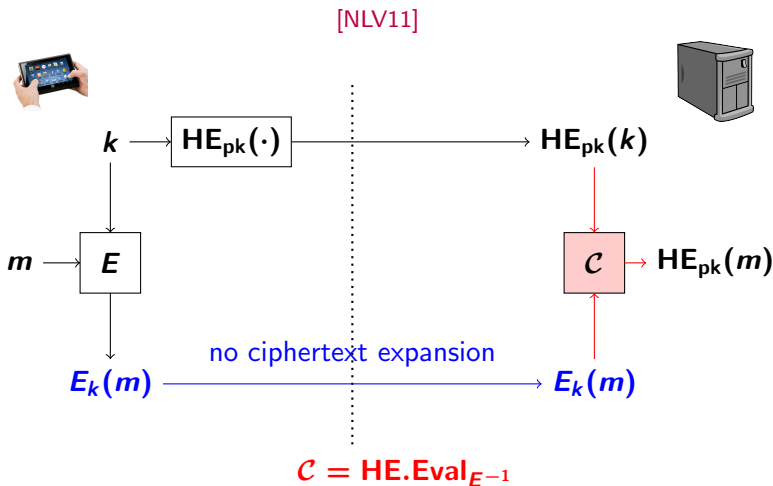 [NLV11]
k HE_pk(·) HE_pk(k)
m E C HE_pk(m)
no ciphertext expansion
E_k(m) E_k(m)
C = HE.Eval_{E^{-1}}